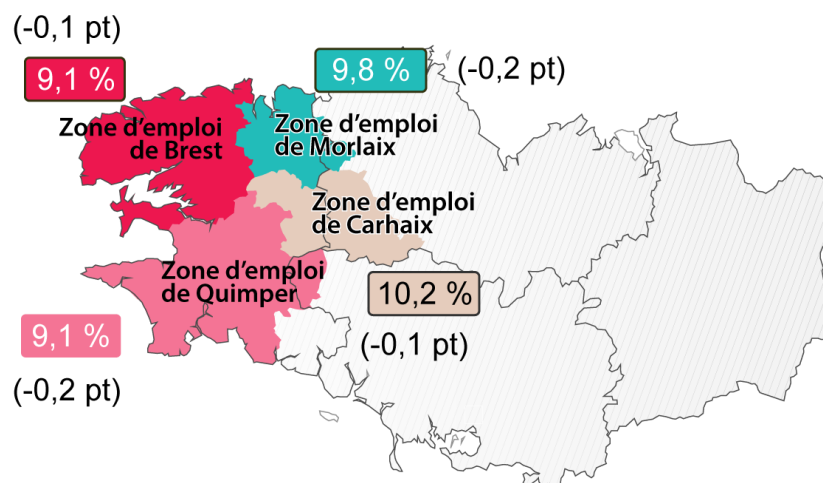 (-0,1 pt)
9,1 %
Zone d'emploi
de Brest
9,8 %
(-0,2 pt)
Zone d'emploi
de Morlaix
Zone d'emploi
de Carhaix
10,2 %
(-0,1 pt)
Zone d'emploi
de Quimper
9,1 %
(-0,2 pt)